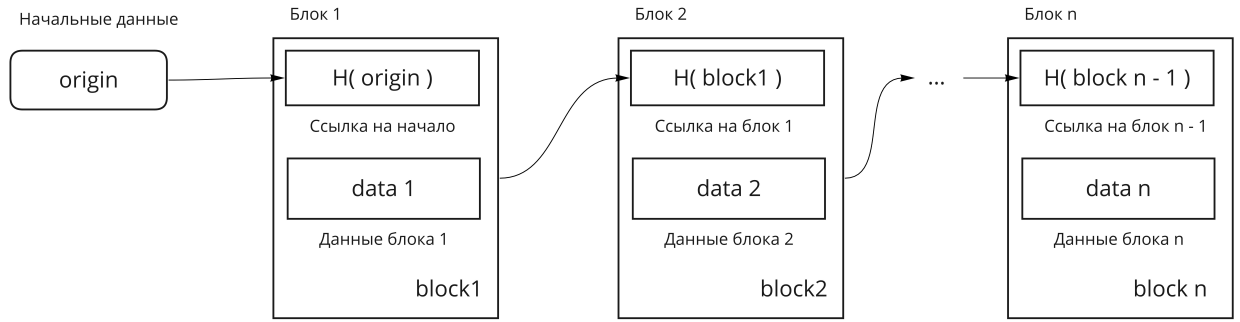 Начальные данные
origin
Блок 1
H( origin )
Ссылка на начало
data 1
Данные блока 1
block1
Блок 2
H( block1 )
Ссылка на блок 1
data 2
Данные блока 2
block2
...
Блок n
H( block n - 1 )
Ссылка на блок n - 1
data n
Данные блока n
block n